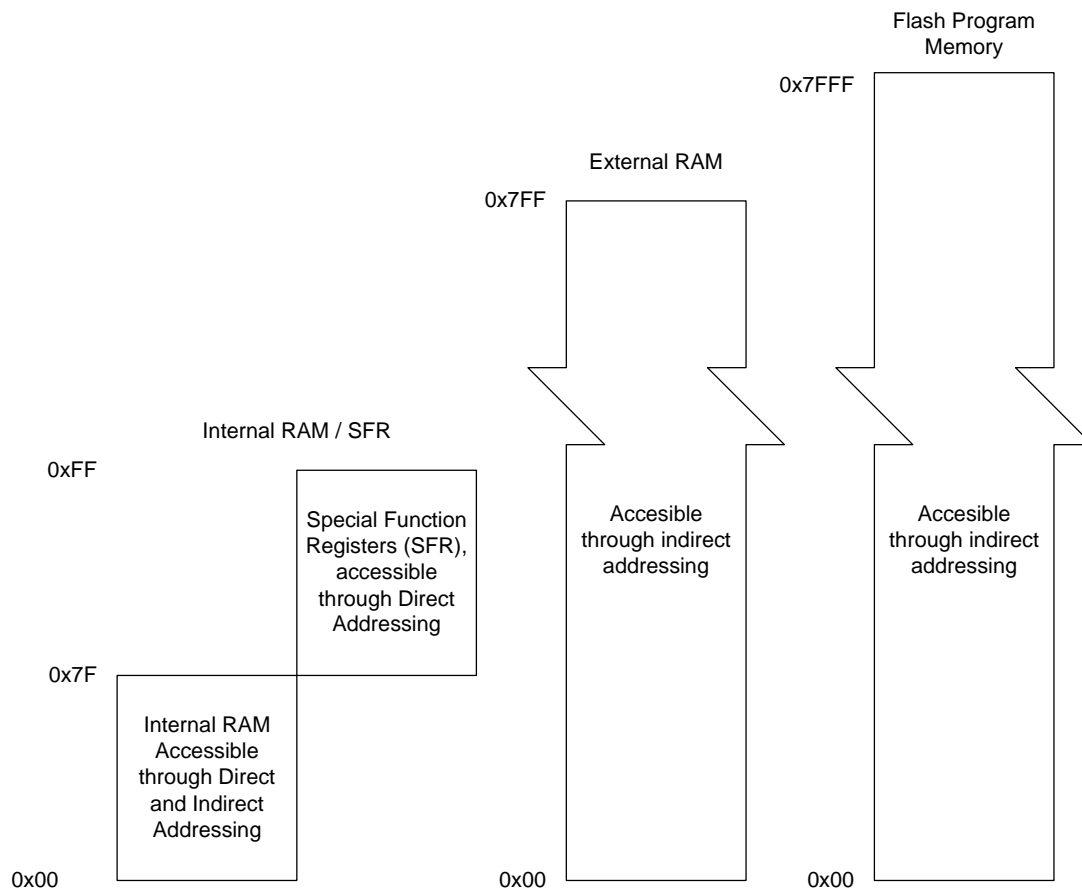 Flash Program
Memory
0x7FFF
External RAM
0x7FF
Internal RAM / SFR
0xFF
Special Function
Registers (SFR),
accessible
through Direct
Addressing
Accesible
through indirect
addressing
Accesible
through indirect
addressing
0x7F
Internal RAM
Accessible
through Direct
and Indirect
Addressing
0x00
0x00
0x00